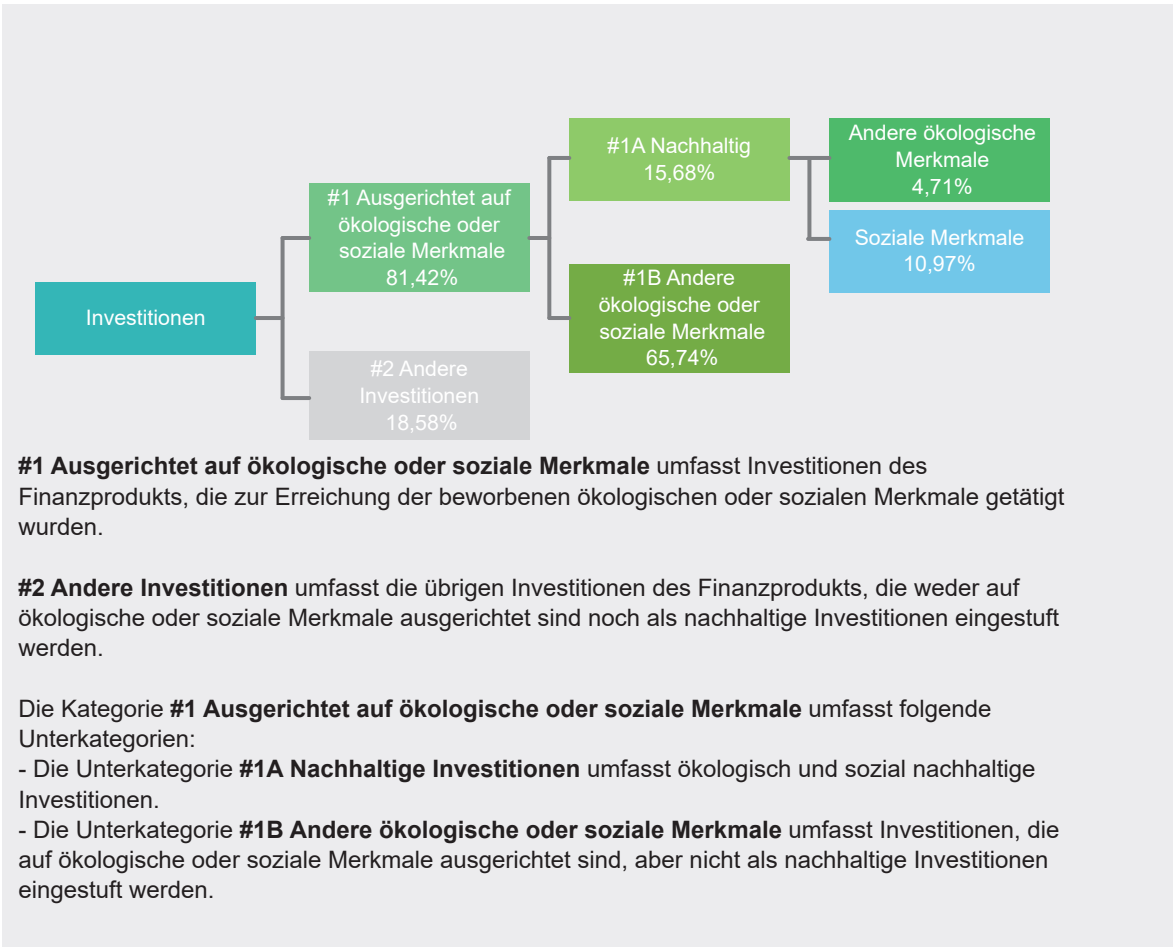 Investitionen
#1 Ausgerichtet auf
ökologische oder
soziale Merkmale
81,42%
#2 Andere
Investitionen
18,58%
#1A Nachhaltig
15,68%
#1B Andere
ökologische oder
soziale Merkmale
65,74%
Andere ökologische
Merkmale
4,71%
Soziale Merkmale
10,97%
#1 Ausgerichtet auf ökologische oder soziale Merkmale umfasst Investitionen des
Finanzprodukts, die zur Erreichung der beworbenen ökologischen oder sozialen Merkmale getätigt
wurden.
#2 Andere Investitionen umfasst die übrigen Investitionen des Finanzprodukts, die weder auf
ökologische oder soziale Merkmale ausgerichtet sind noch als nachhaltige Investitionen eingestuft
werden.
Die Kategorie #1 Ausgerichtet auf ökologische oder soziale Merkmale umfasst folgende
Unterkategorien:
- Die Unterkategorie #1A Nachhaltige Investitionen umfasst ökologisch und sozial nachhaltige
Investitionen.
- Die Unterkategorie #1B Andere ökologische oder soziale Merkmale umfasst Investitionen, die
auf ökologische oder soziale Merkmale ausgerichtet sind, aber nicht als nachhaltige Investitionen
eingestuft werden.